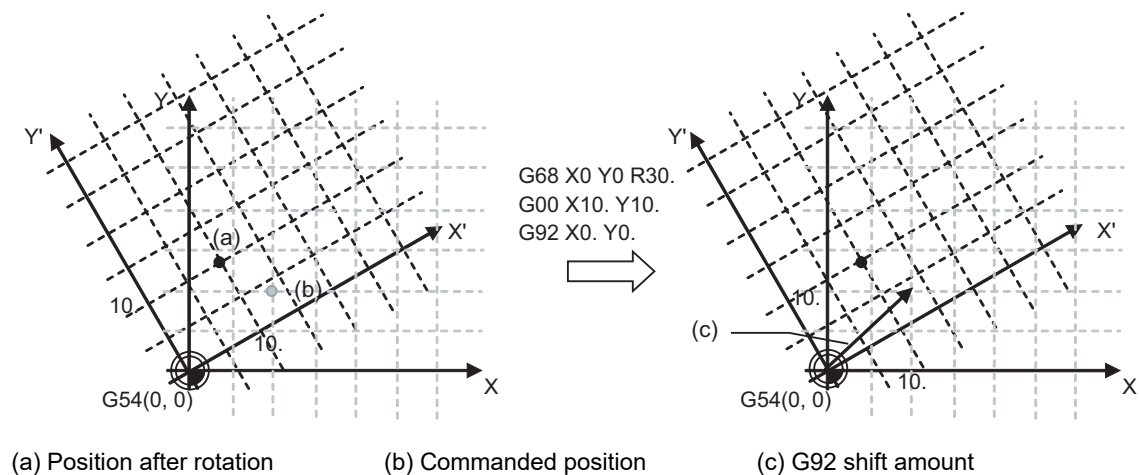 Y
Y'
X'
(a)
(b)
10.
10.
G54(0, 0)
X
G68 X0 Y0 R30.
G00 X10. Y10.
G92 X0. Y0.
Y
Y'
X'
10.
(c)
10.
G54(0, 0)
X
(a) Position after rotation
(b) Commanded position
(c) G92 shift amount